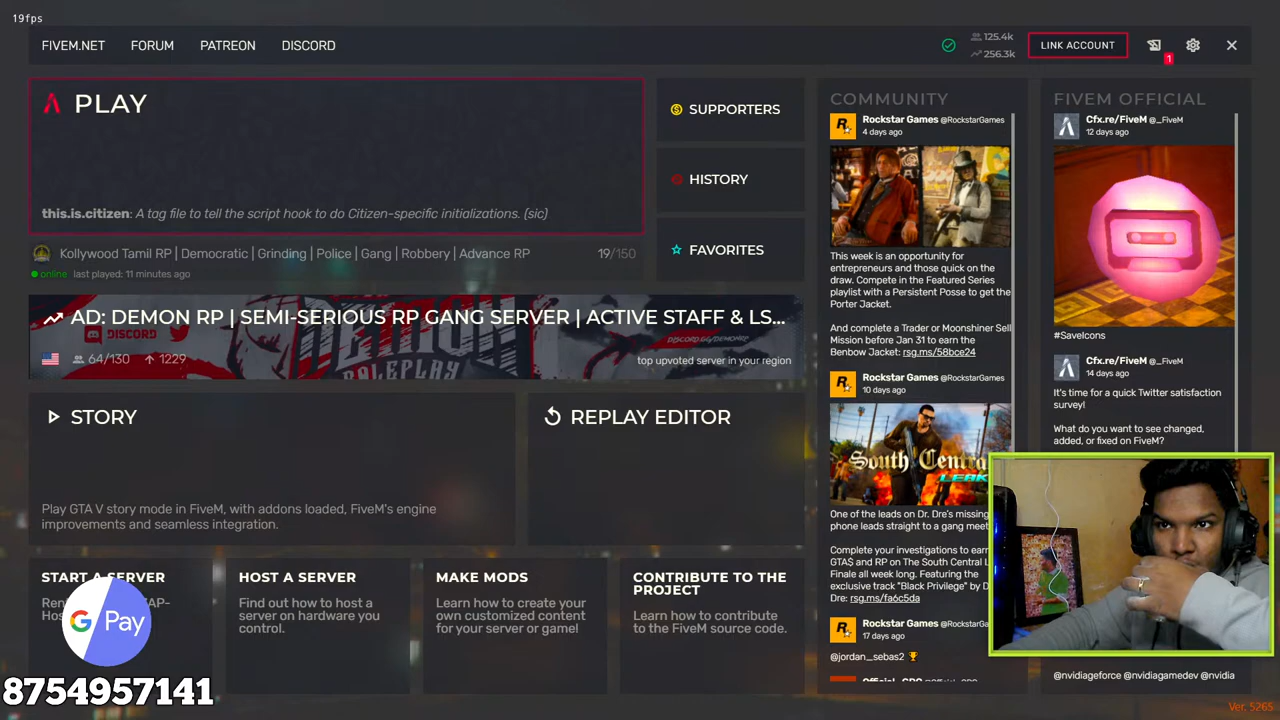 19fps
FIVEM.NET FORUM PATREON DISCORD
125.4k
256.3k
LINK ACCOUNT
1
PLAY
this.is.citizen: A tag file to tell the script hook to do Citizen-specific initializations. (sic)
Kollywood Tamil RP | Democratic | Grinding | Police | Gang | Robbery | Advance RP 19/150
online last played: 11 minutes ago
SUPPORTERS
HISTORY
FAVORITES
AD: DEMON RP | SEMI-SERIOUS RP GANG SERVER | ACTIVE STAFF & LS...
DISCORD
DEMON
ROLEPLAY
64/130 1229
top upvoted server in your region
STORY
Play GTA V story mode in FiveM, with addons loaded, FiveM's engine
improvements and seamless integration.
REPLAY EDITOR
START A SERVER
HOST A SERVER
Find out how to host a
server on hardware you
control.
MAKE MODS
Learn how to create your
own customized content
for your server or game!
CONTRIBUTE TO THE
PROJECT
Learn how to contribute
to the FiveM source code.
G Pay
8754957141
COMMUNITY
Rockstar Games @RockstarGames
4 days ago
This week is an opportunity for
entrepreneurs and those quick on the
draw. Compete in the Featured Series
playlist with a Persistent Posse to get the
Porter Jacket.
And complete a Trader or Moonshiner Sell
Mission before Jan 31 to earn the
Benbow Jacket: rsg.ms/58bce24
Rockstar Games @RockstarGames
10 days ago
South Central
LEAK
One of the leads on Dr. Dre's missing
phone leads straight to a gang meet
Complete your investigations to earn
GTA$ and RP on The South Central L
Finale all week long. Featuring the
exclusive track "Black Privilege" by D
Dre: rsg.ms/fa6c5da
Rockstar Games @RockstarGa
17 days ago
@jordan_sebas2
FIVEM OFFICIAL
Cfx.re/FiveM @_FiveM
12 days ago
#SaveIcons
Cfx.re/FiveM @_FiveM
14 days ago
It's time for a quick Twitter satisfaction
survey!
What do you want to see changed,
added, or fixed on FiveM?
@nvidiageforce @nvidiagamedev @nvidia
Ver. 5265